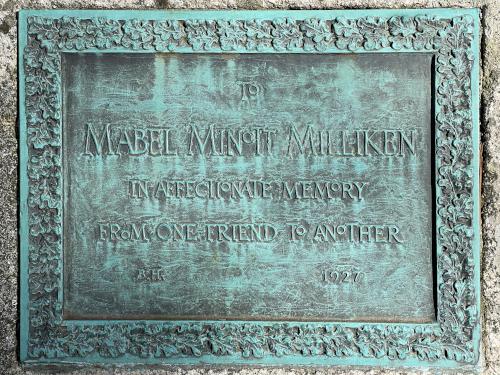 TO
MABEL MINOTT MILLIKEN
IN AFFECTIONATE MEMORY
FROM ONE FRIEND TO ANOTHER
A.H. 1927